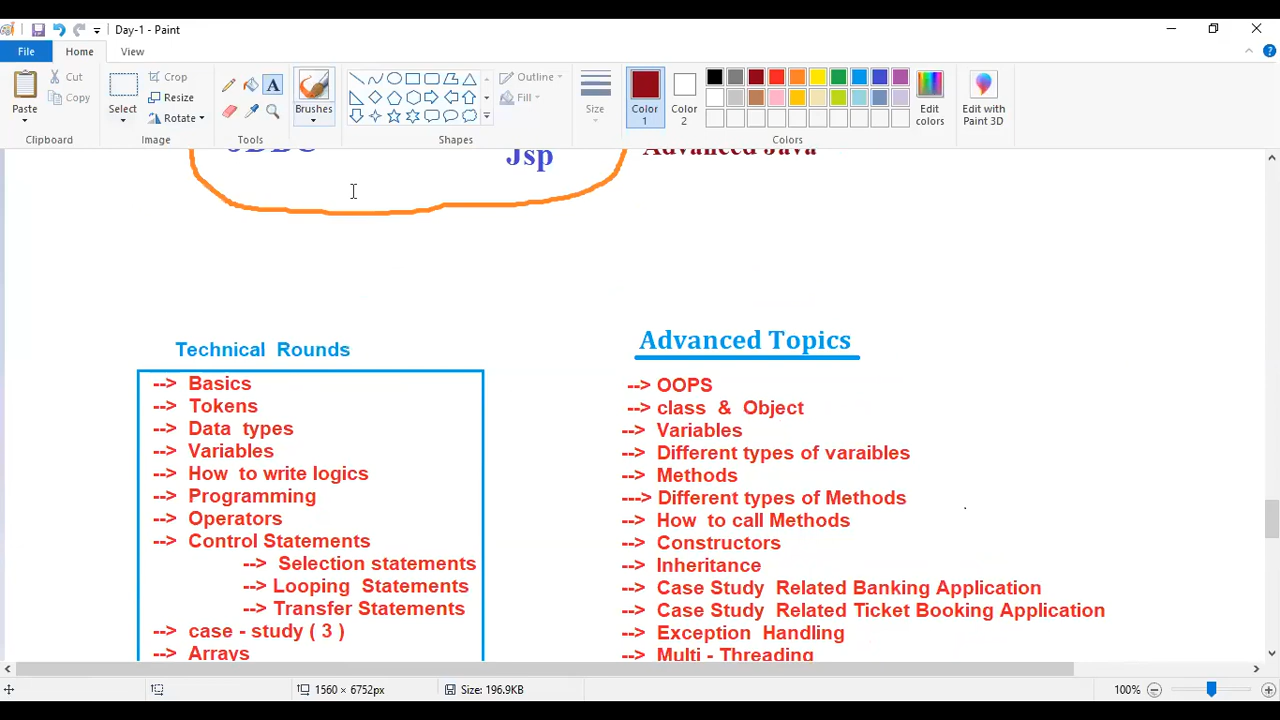 Day-1 - Paint
File
Home
View
Paste
Cut
Copy
Clipboard
Select
Crop
Resize
Rotate
Image
A
Tools
Brushes
Shapes
Outline
Fill
Size
Color 1
Color 2
Colors
Edit colors
Edit with Paint 3D
JDBC
Jsp
Advanced Java
Technical Rounds
--> Basics
--> Tokens
--> Data types
--> Variables
--> How to write logics
--> Programming
--> Operators
--> Control Statements
--> Selection statements
--> Looping Statements
--> Transfer Statements
--> case - study ( 3 )
--> Arrays
Advanced Topics
--> OOPS
--> class & Object
--> Variables
--> Different types of varaibles
--> Methods
---> Different types of Methods
--> How to call Methods
--> Constructors
--> Inheritance
--> Case Study Related Banking Application
--> Case Study Related Ticket Booking Application
--> Exception Handling
--> Multi - Threading
1560 × 6752px
Size: 196.9KB
100%